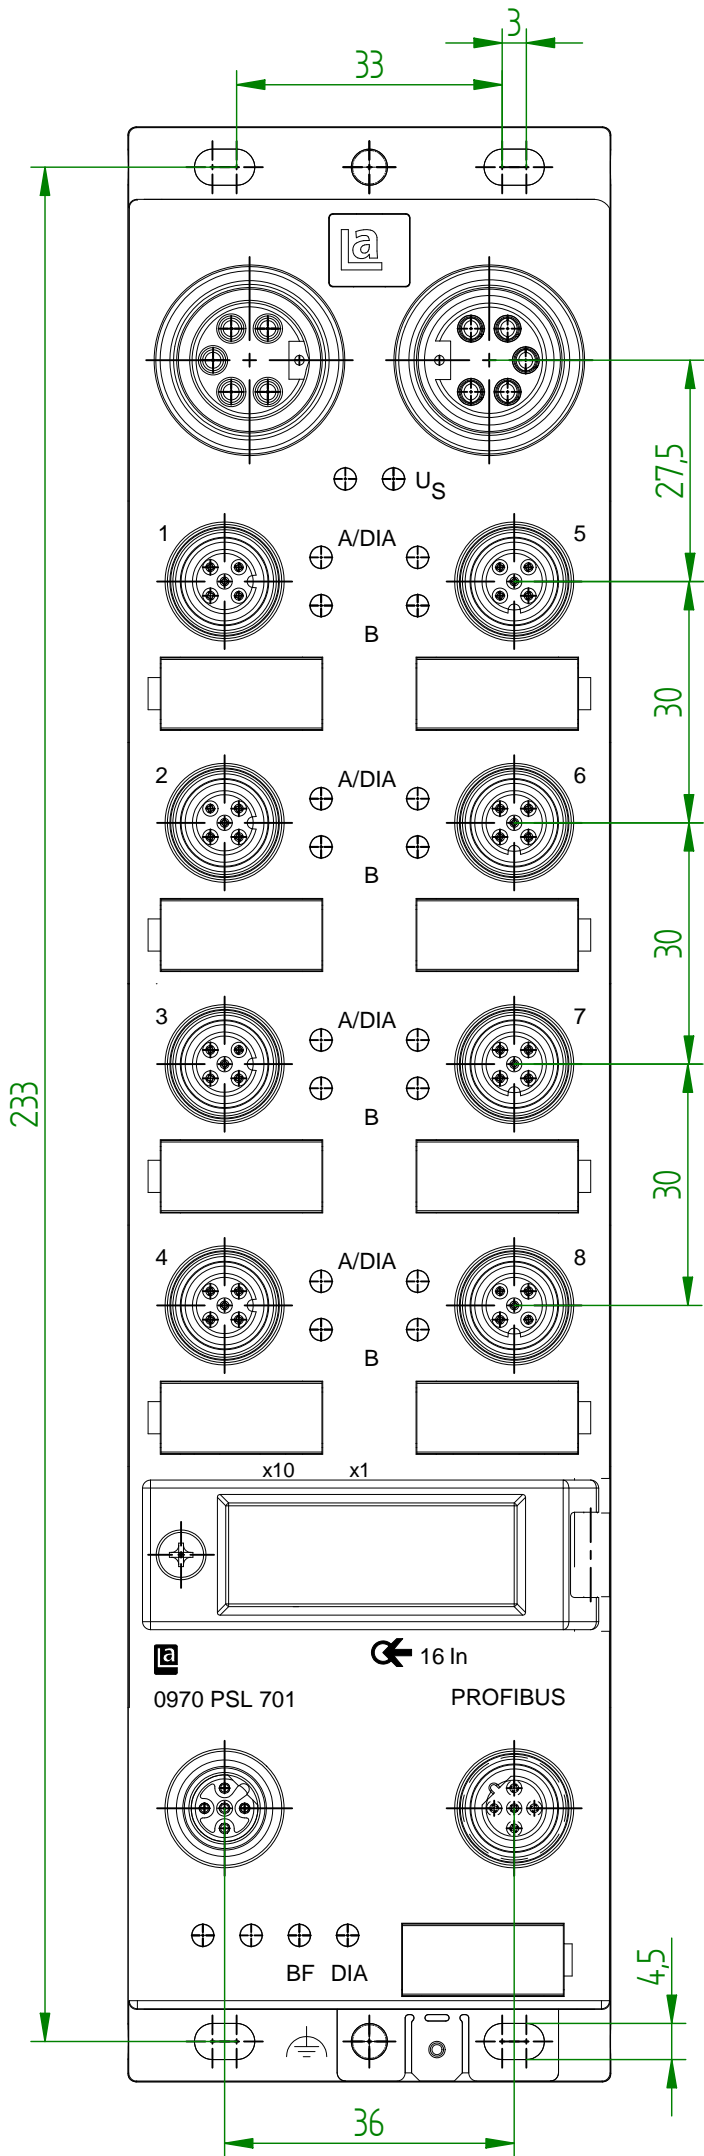 3
33
a
U S
27,5
1 A/DIA 5
B
30
2 A/DIA 6
B
30
3 A/DIA 7
B
233
30
4 A/DIA 8
B
x10 x1
a 16 In
0970 PSL 701 PROFIBUS
BF DIA
4,5
36